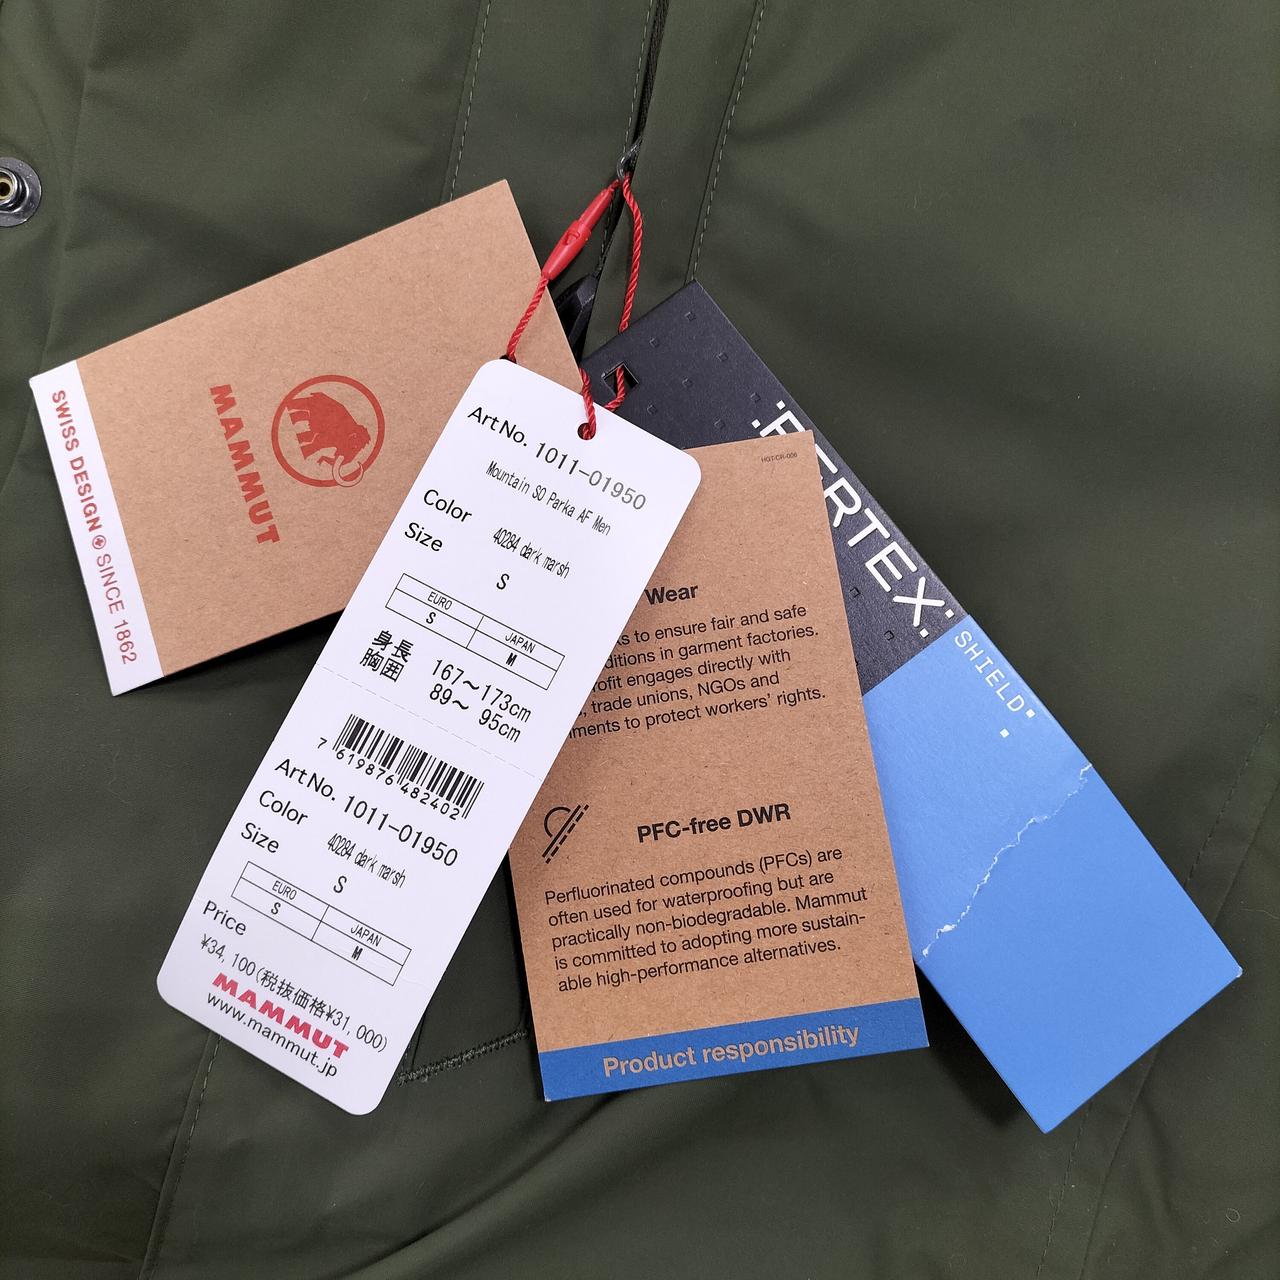 SWISS DESIGN SINCE 1862
MAMMUT
Art No. 1011-01950
Mountain SO Parka AF Men
Color 40284 dark marsh
Size S
EURO JAPAN
S M
身長 167～173cm
胸囲 89～ 95cm
7 619876 482402
Art No. 1011-01950
Color 40284 dark marsh
Size S
EURO JAPAN
S M
Price
¥34,100(税抜価格¥31,000)
MAMMUT
www.mammut.jp
HGT-CR-006
Wear
to ensure fair and safe
in garment factories.
engages directly with
, trade unions, NGOs and
to protect workers' rights.
PFC-free DWR
Perfluorinated compounds (PFCs) are
often used for waterproofing but are
practically non-biodegradable. Mammut
is committed to adopting more sustain-
able high-performance alternatives.
Product responsibility
PERTEX
SHIELD